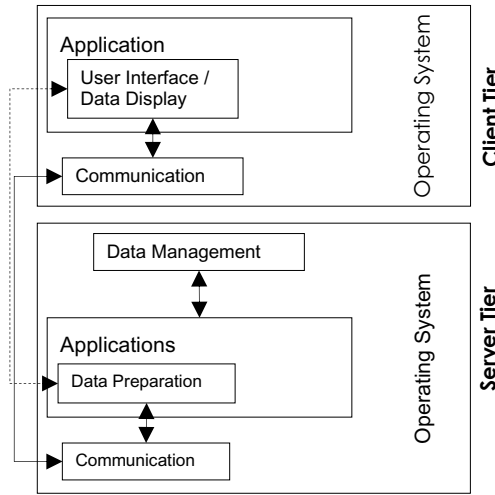 Application
User Interface /
Data Display
Communication
Operating System
Client Tier
Data Management
Applications
Data Preparation
Communication
Operating System
Server Tier